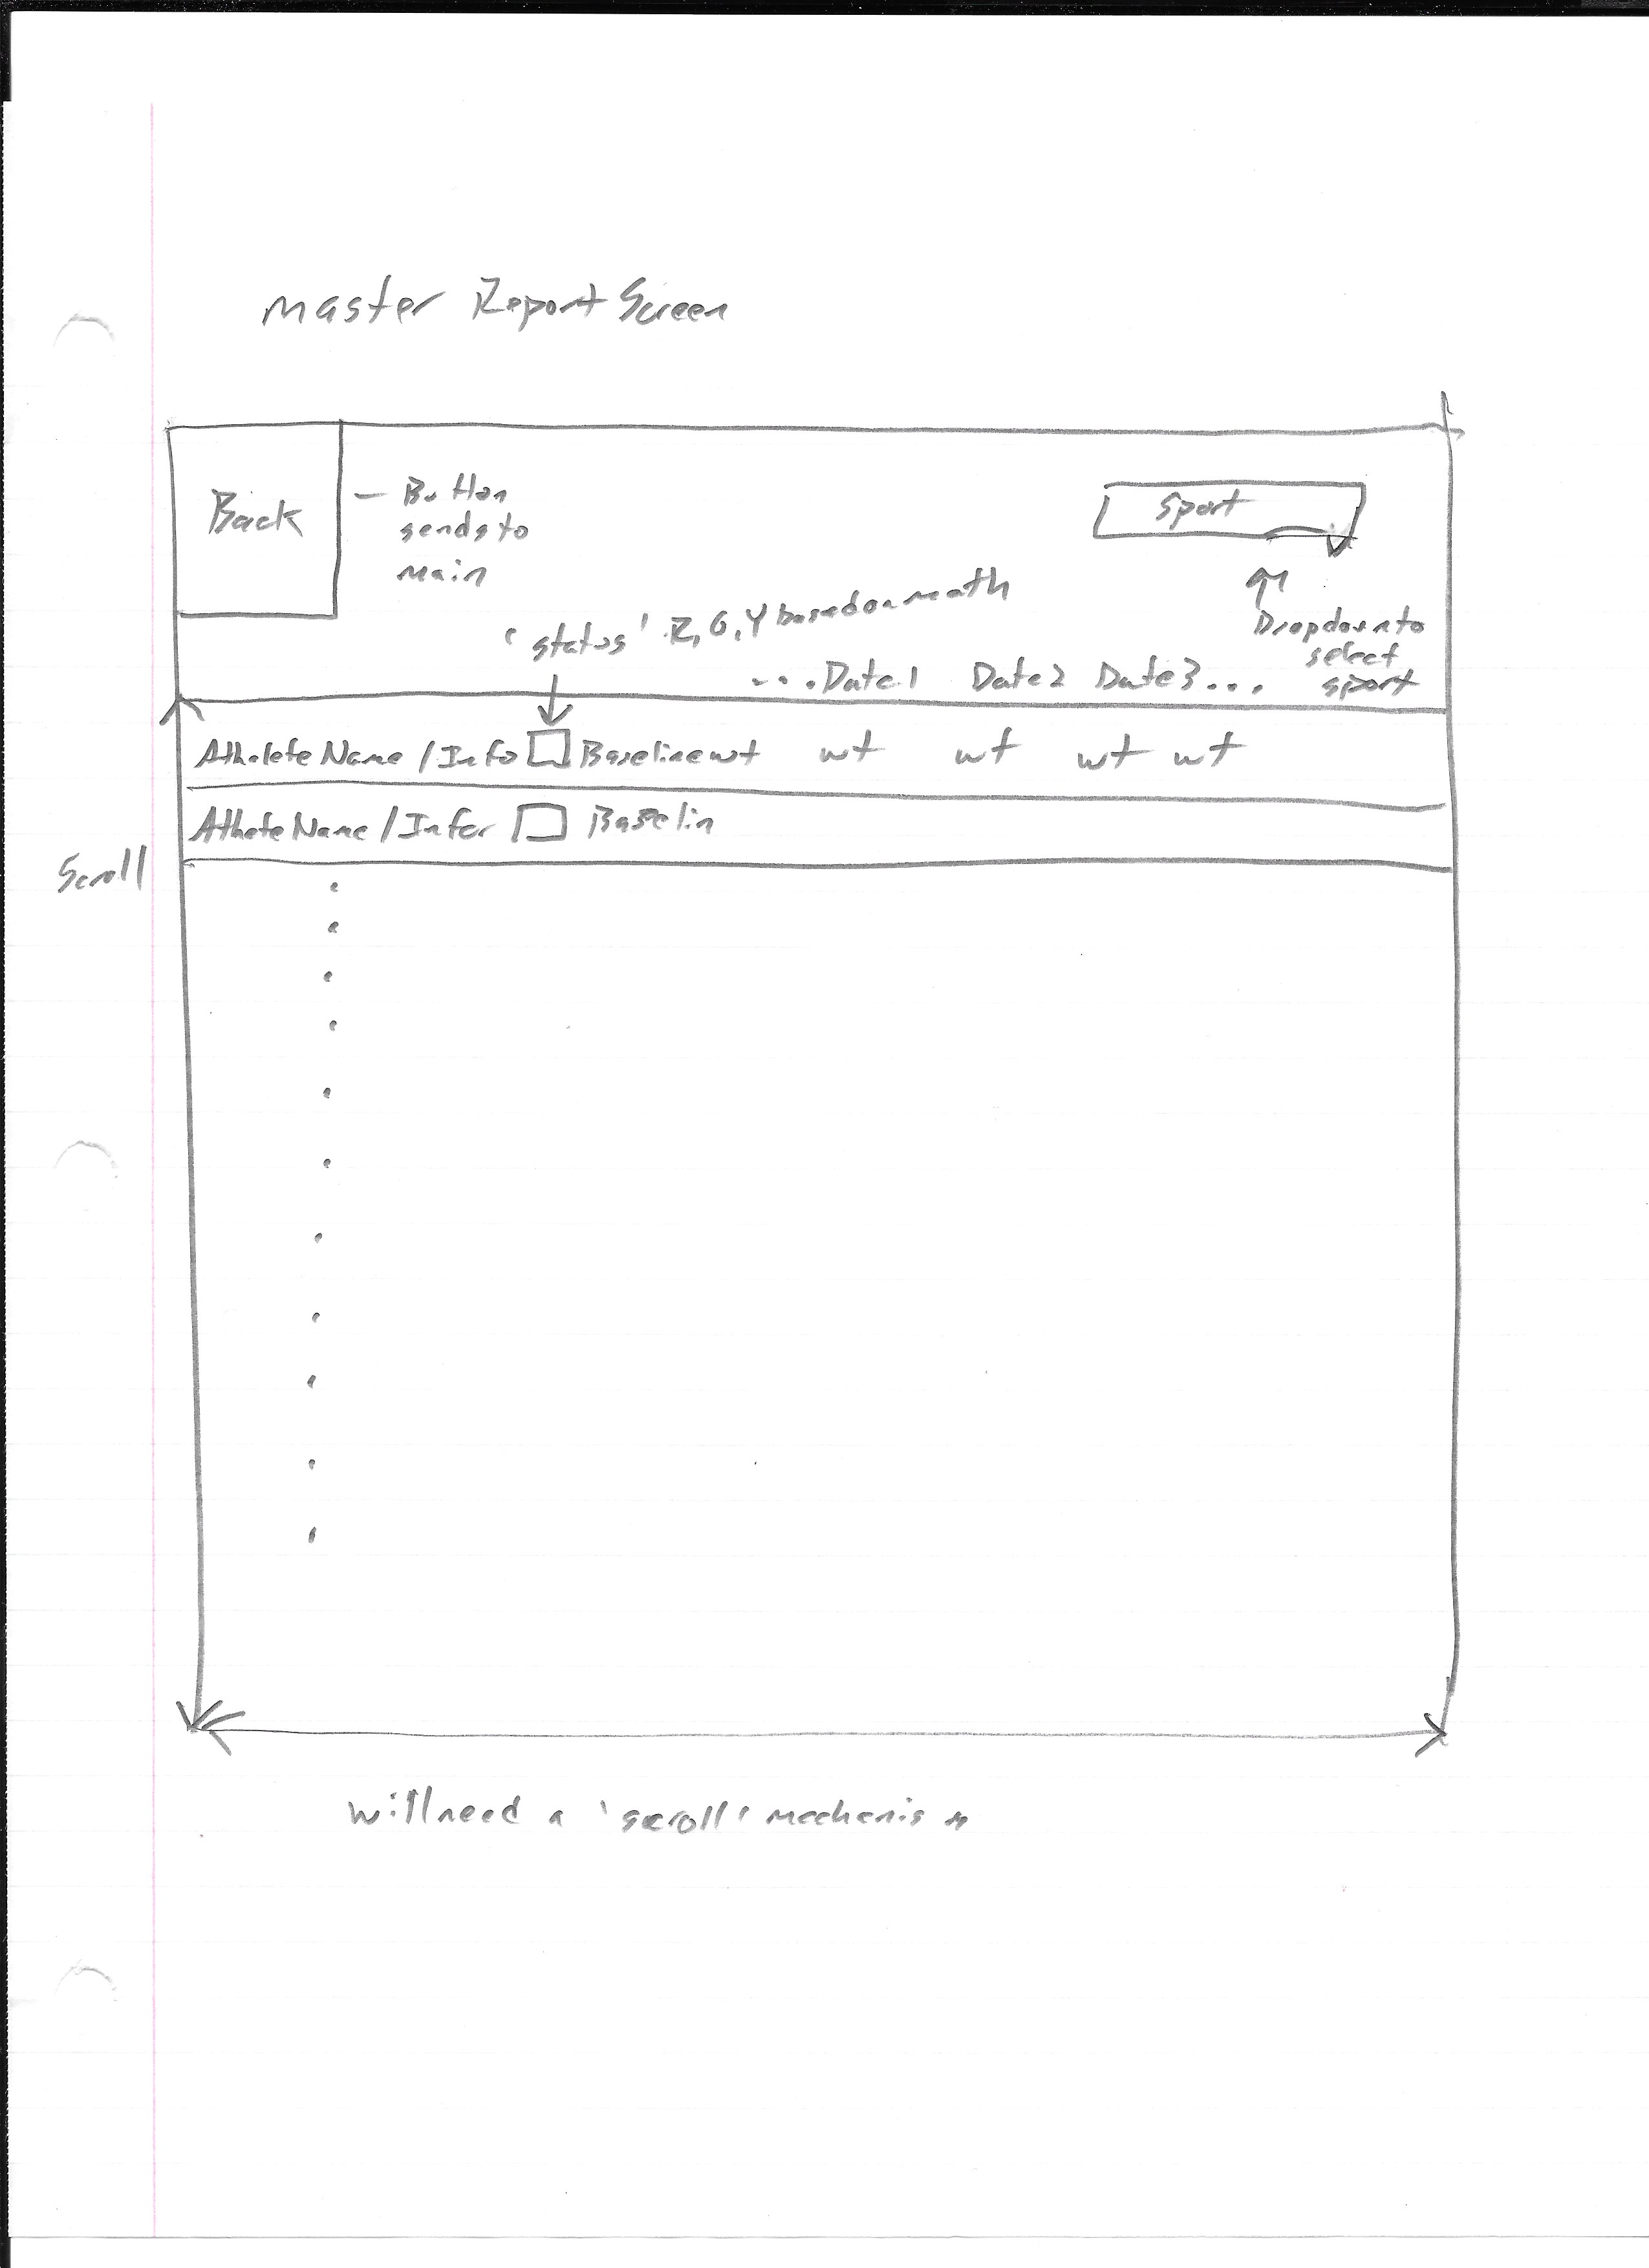 Master Report Screen
Back
— Button
sends to
main
Sport
Dropdown to
select
sport
'status' R, G, Y based on math
....Date1 Date2 Date3...
Athelete Name / Info Baseline wt wt wt wt wt
Athlete Name / Infor Baselin
Scroll
will need a 'scroll' mechanism